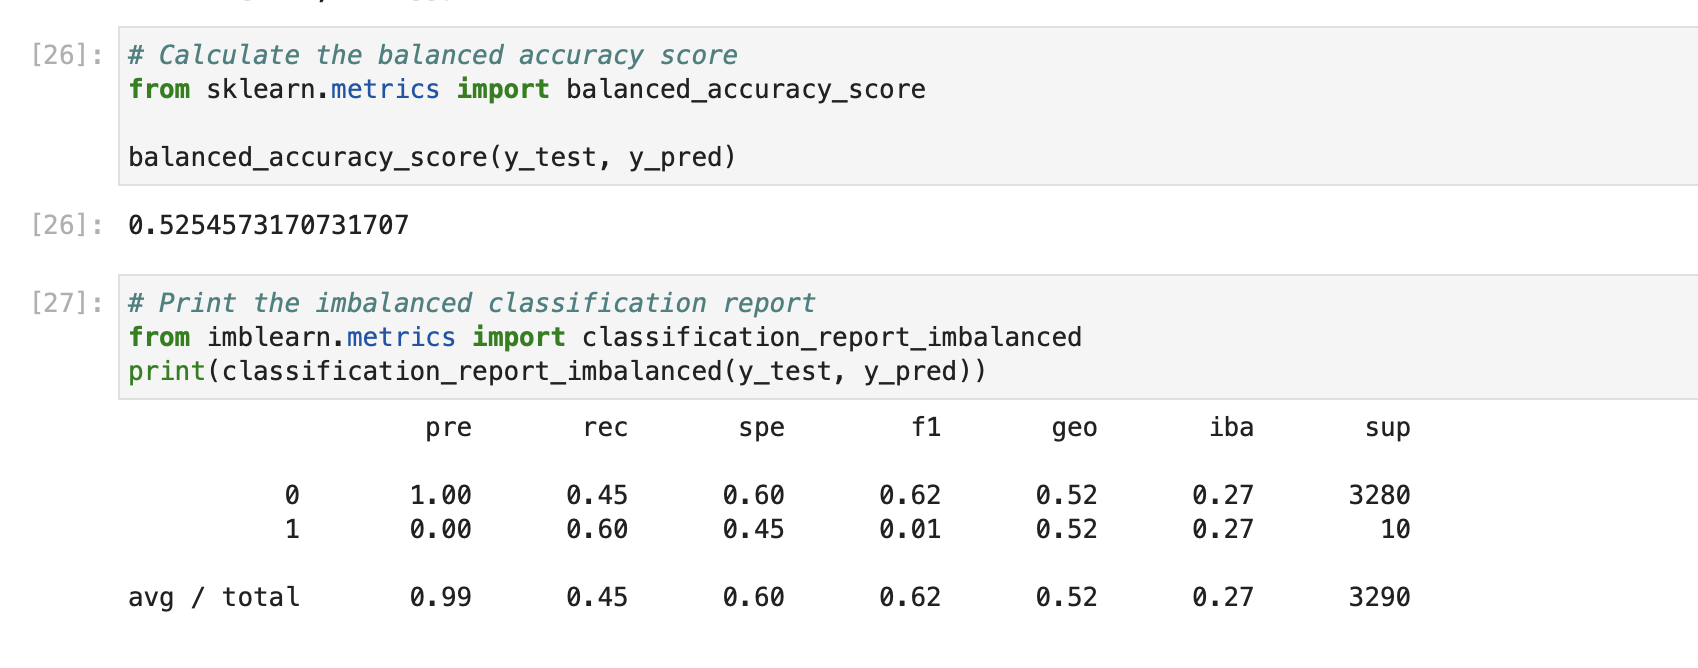 [26]: # Calculate the balanced accuracy score
from sklearn.metrics import balanced_accuracy_score
balanced_accuracy_score(y_test, y_pred)
[26]: 0.5254573170731707
[27]: # Print the imbalanced classification report
from imblearn.metrics import classification_report_imbalanced
print(classification_report_imbalanced(y_test, y_pred))
pre rec spe f1 geo iba sup
0 1.00 0.45 0.60 0.62 0.52 0.27 3280
1 0.00 0.60 0.45 0.01 0.52 0.27 10
avg / total 0.99 0.45 0.60 0.62 0.52 0.27 3290